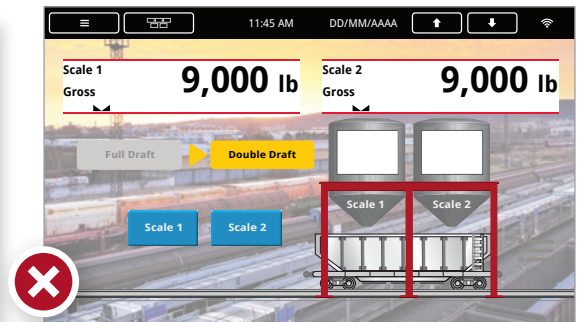 11:45 AM DD/MM/AAAA
Scale 1 Gross 9,000 lb
Scale 2 Gross 9,000 lb
Full Draft Double Draft
Scale 1 Scale 2
Scale 1 Scale 2